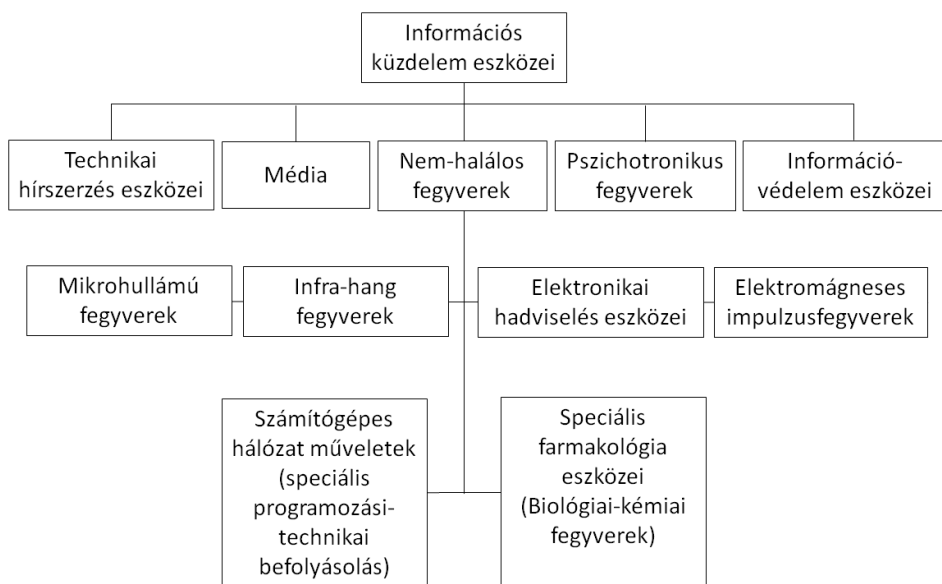 Információs
küzdelem eszközei
Technikai
hírszerzés eszközei
Média
Nem-halálos
fegyverek
Pszichotronikus
fegyverek
Információ-
védelem eszközei
Mikrohullámú
fegyverek
Infra-hang
fegyverek
Elektronikai
hadviselés eszközei
Elektromágneses
impulzusfegyverek
Számítógépes
hálózat műveletek
(speciális
programozási-
technikai
befolyásolás)
Speciális
farmakológia
eszközei
(Biológiai-kémiai
fegyverek)